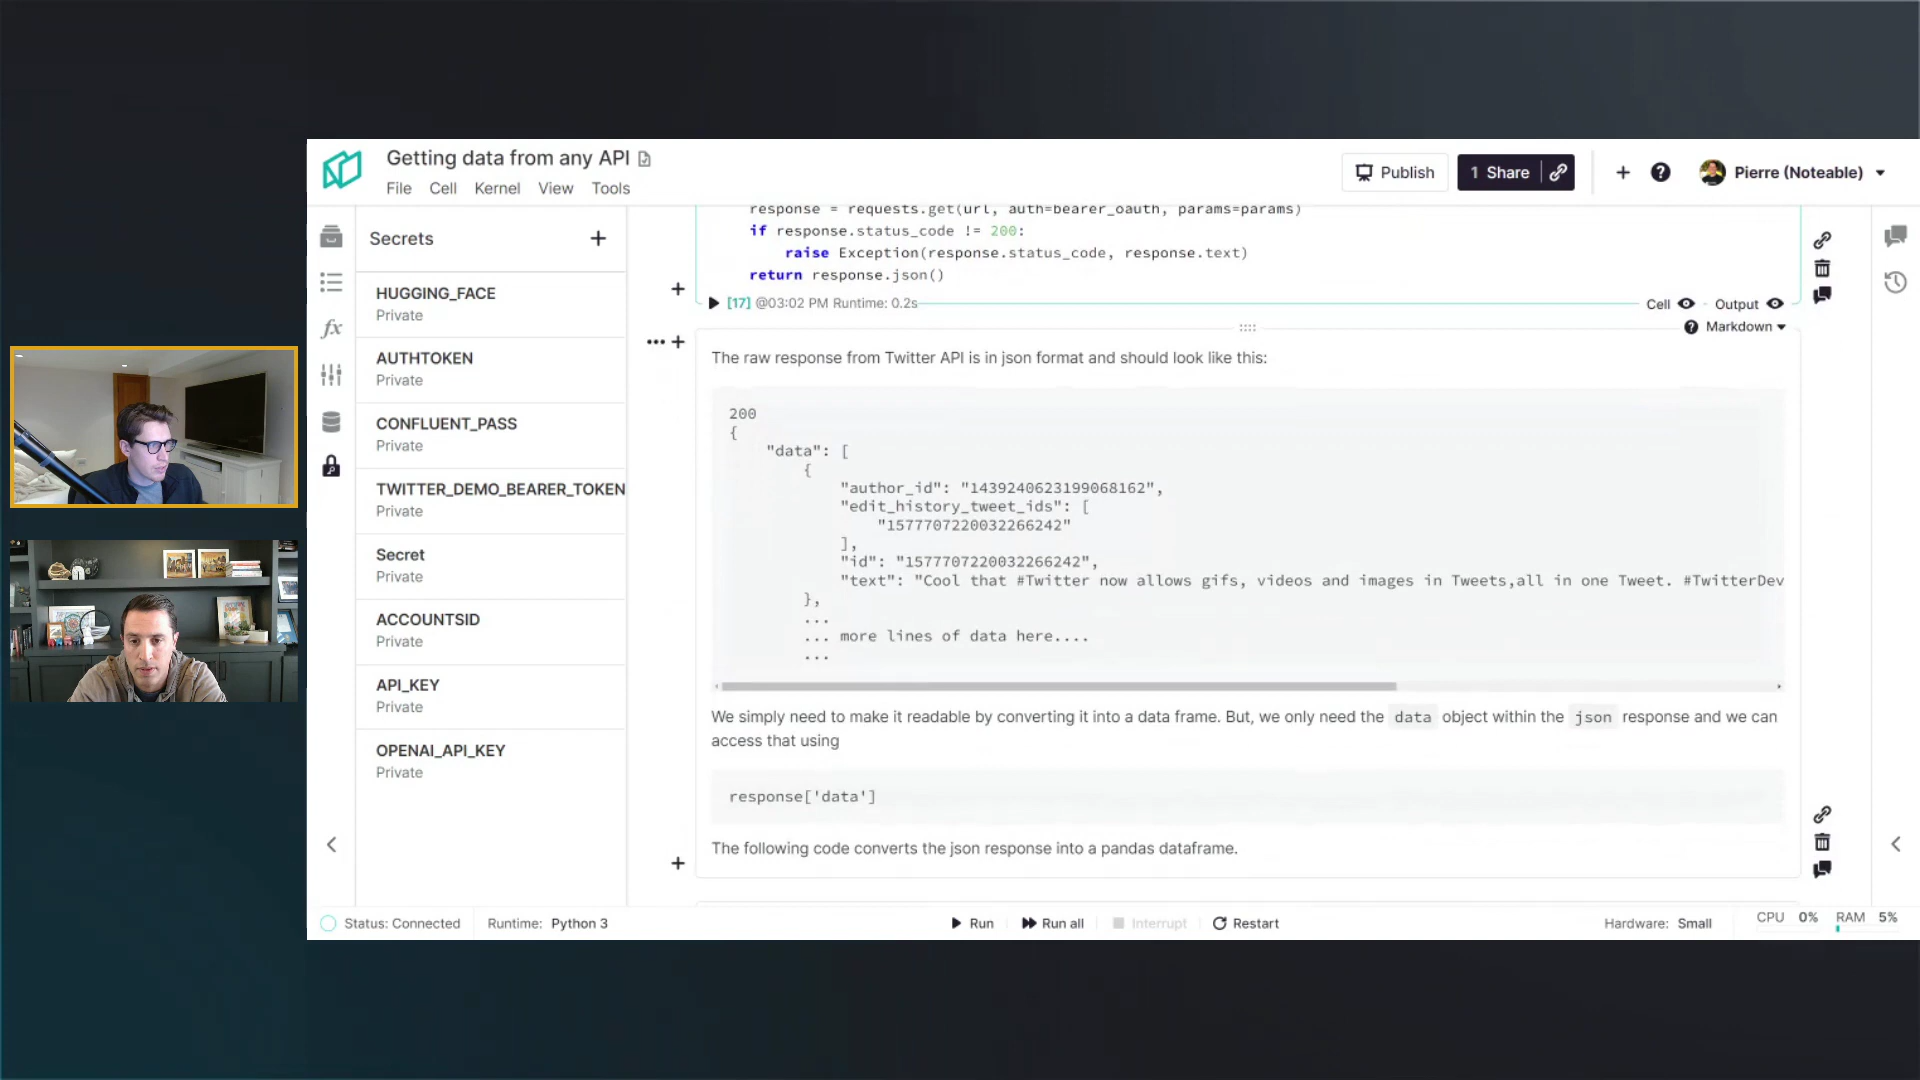 Getting data from any API
File Cell Kernel View Tools
Publish
1 Share
Pierre (Noteable)
Secrets
HUGGING_FACE
Private
AUTHTOKEN
Private
CONFLUENT_PASS
Private
TWITTER_DEMO_BEARER_TOKEN
Private
Secret
Private
ACCOUNTSID
Private
API_KEY
Private
OPENAI_API_KEY
Private
response = requests.get(url, auth=bearer_oauth, params=params)
if response.status_code != 200:
raise Exception(response.status_code, response.text)
return response.json()
[17] @03:02 PM Runtime: 0.2s
Cell Output
Markdown
The raw response from Twitter API is in json format and should look like this:
200
{
"data": [
{
"author_id": "1439240623199068162",
"edit_history_tweet_ids": [
"1577707220032266242"
],
"id": "1577707220032266242",
"text": "Cool that #Twitter now allows gifs, videos and images in Tweets,all in one Tweet. #TwitterDev
},
...
... more lines of data here....
...
We simply need to make it readable by converting it into a data frame. But, we only need the data object within the json response and we can
access that using
response['data']
The following code converts the json response into a pandas dataframe.
Status: Connected Runtime: Python 3 Run Run all Interrupt Restart Hardware: Small CPU 0% RAM 5%